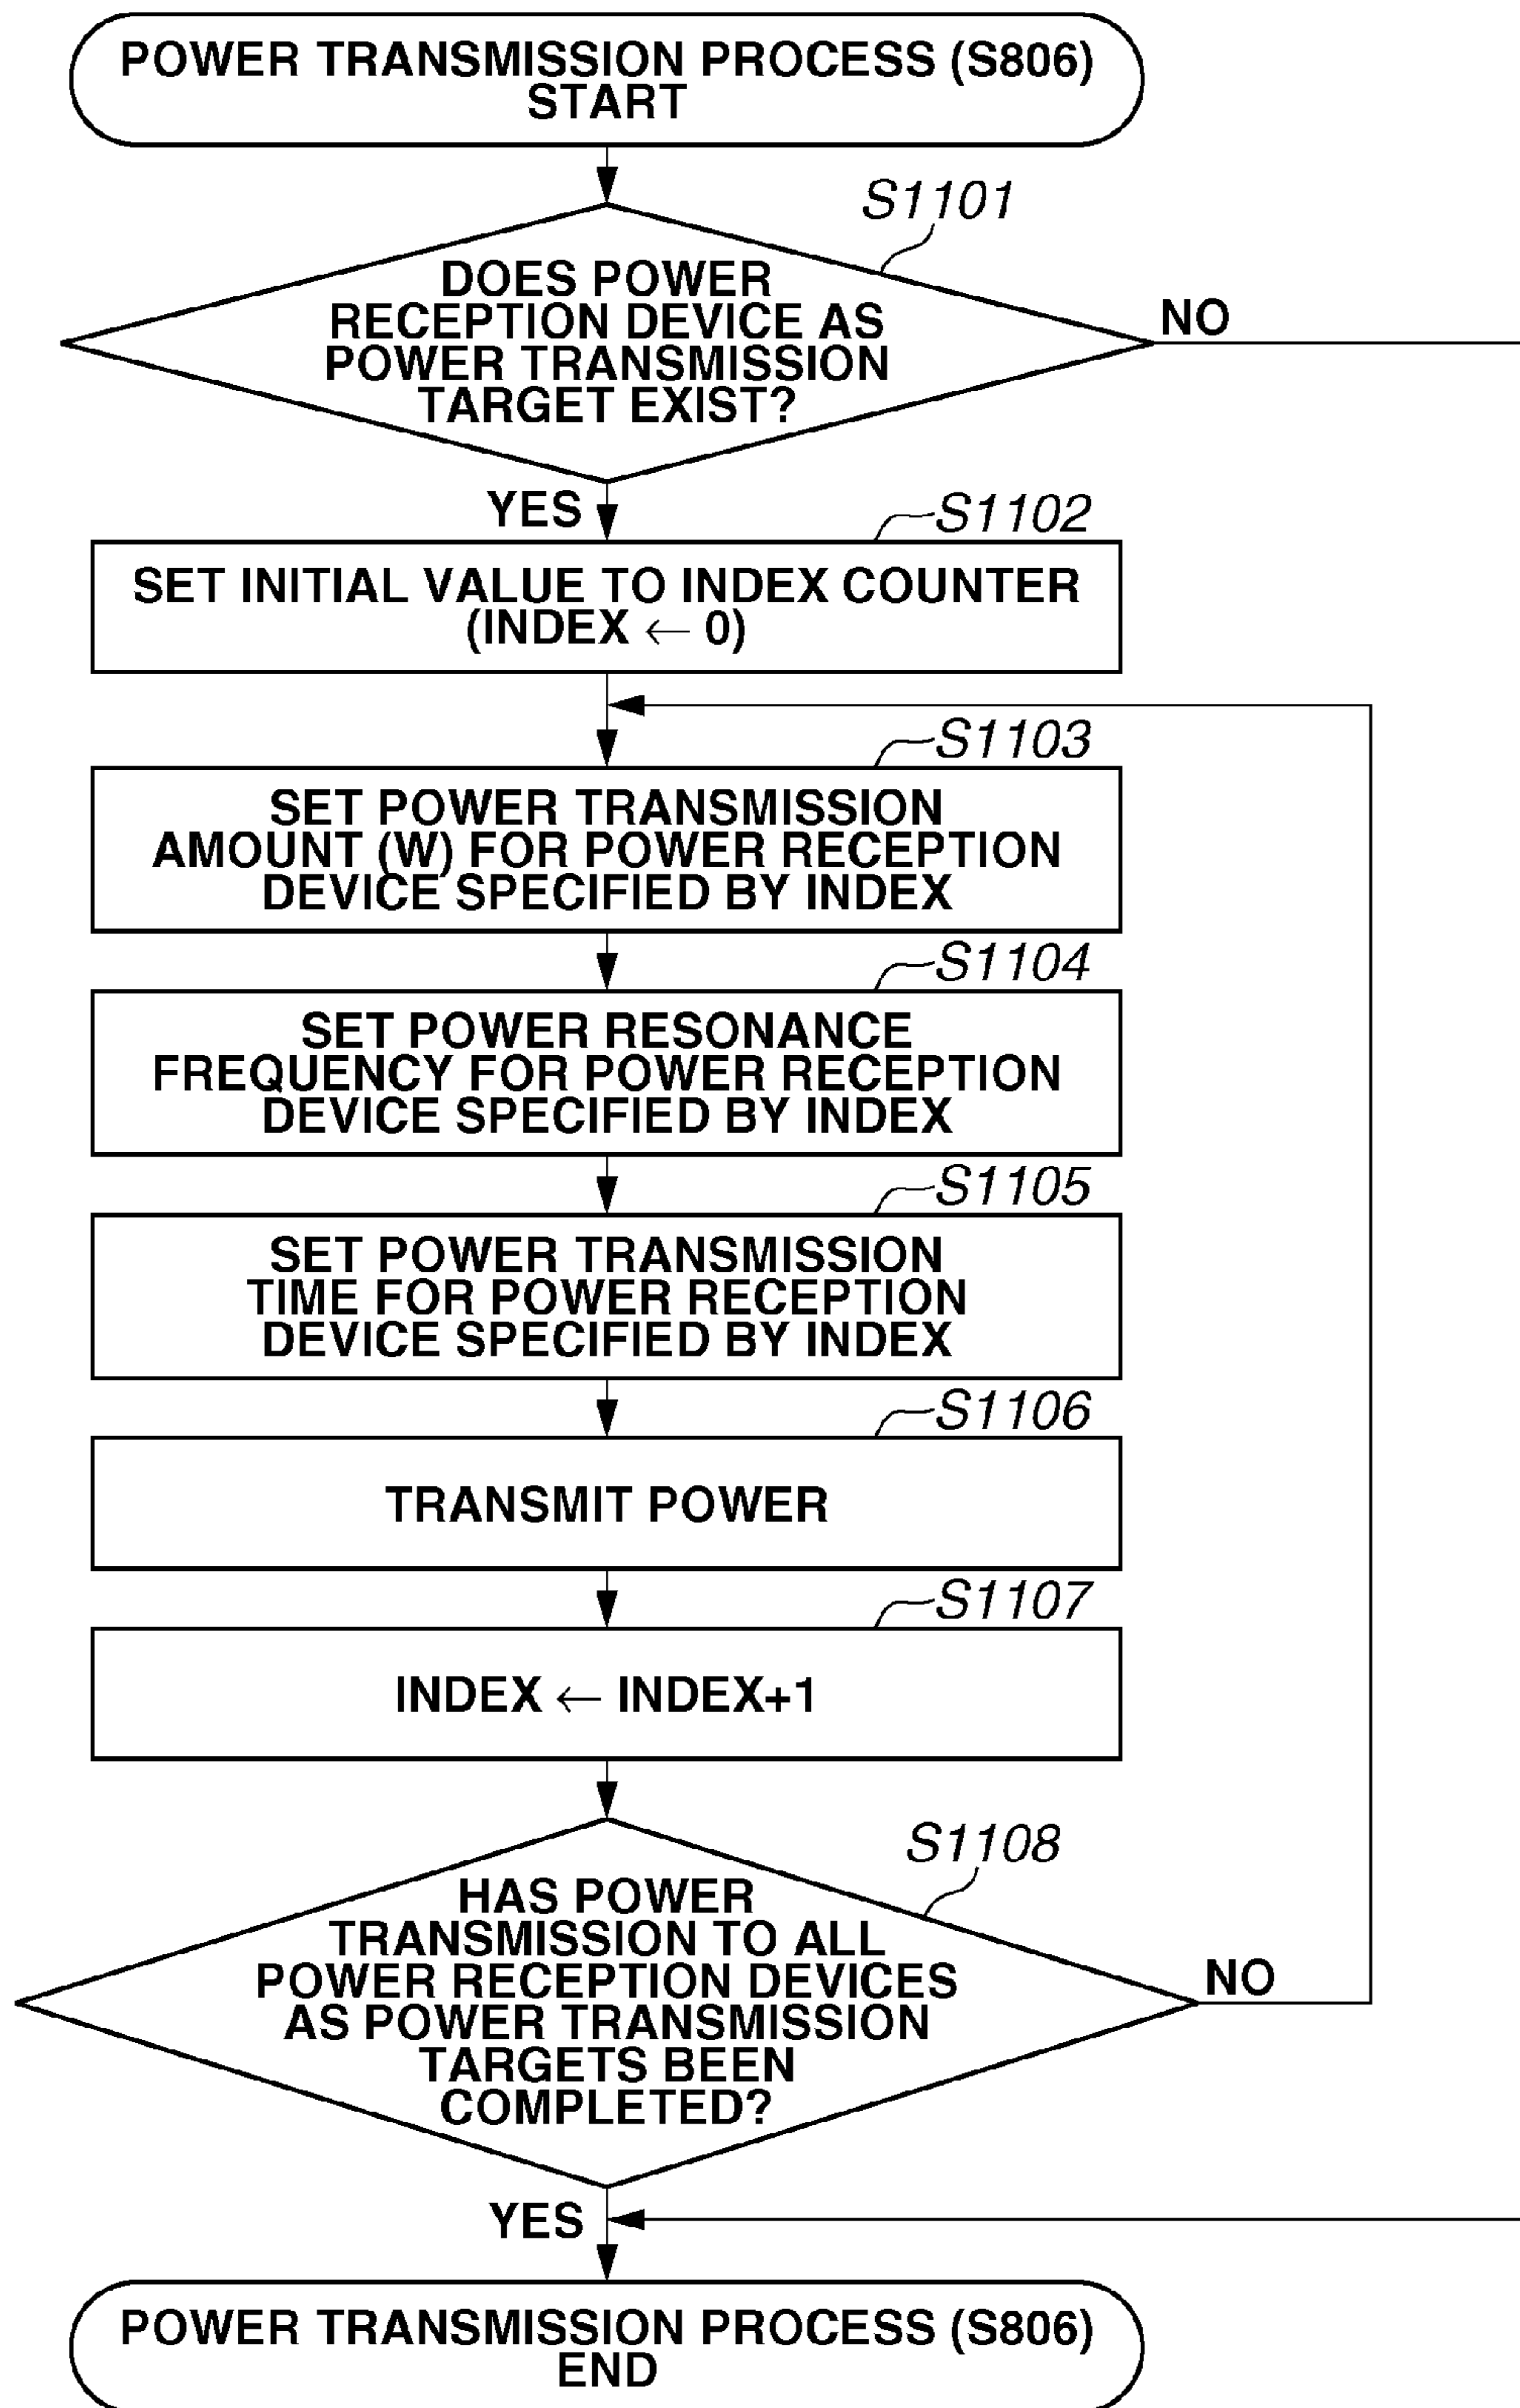 POWER TRANSMISSION PROCESS (S806)
START
S1101
DOES POWER
RECEPTION DEVICE AS
POWER TRANSMISSION
TARGET EXIST?
NO
YES
S1102
SET INITIAL VALUE TO INDEX COUNTER
(INDEX ← 0)
S1103
SET POWER TRANSMISSION
AMOUNT (W) FOR POWER RECEPTION
DEVICE SPECIFIED BY INDEX
S1104
SET POWER RESONANCE
FREQUENCY FOR POWER RECEPTION
DEVICE SPECIFIED BY INDEX
S1105
SET POWER TRANSMISSION
TIME FOR POWER RECEPTION
DEVICE SPECIFIED BY INDEX
S1106
TRANSMIT POWER
S1107
INDEX ← INDEX+1
S1108
HAS POWER
TRANSMISSION TO ALL
POWER RECEPTION DEVICES
AS POWER TRANSMISSION
TARGETS BEEN
COMPLETED?
NO
YES
POWER TRANSMISSION PROCESS (S806)
END